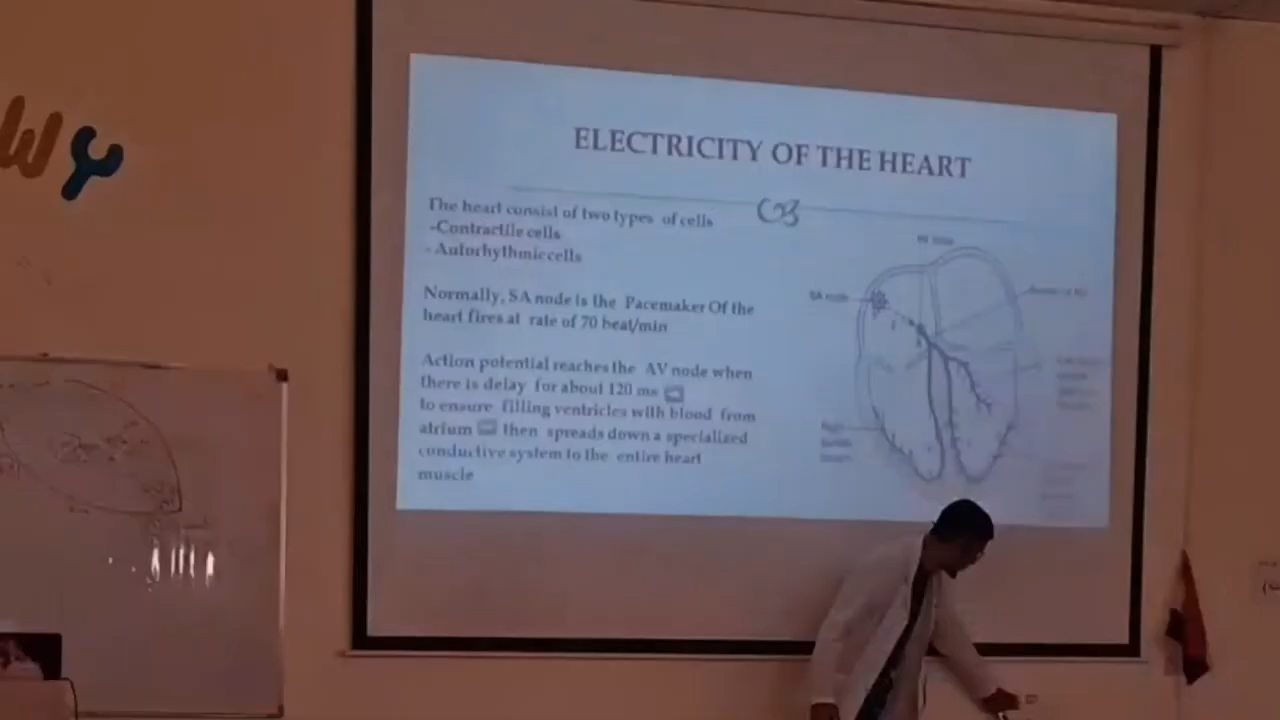 ELECTRICITY OF THE HEART
The heart consist of two types of cells
-Contractile cells
- Autorhythmic cells
Normally, SA node is the Pacemaker Of the
heart fires at rate of 70 beat/min
Action potential reaches the AV node when
there is delay for about 120 ms
to ensure filling ventricles with blood from
atrium then spreads down a specialized
conductive system to the entire heart
muscle
SA node